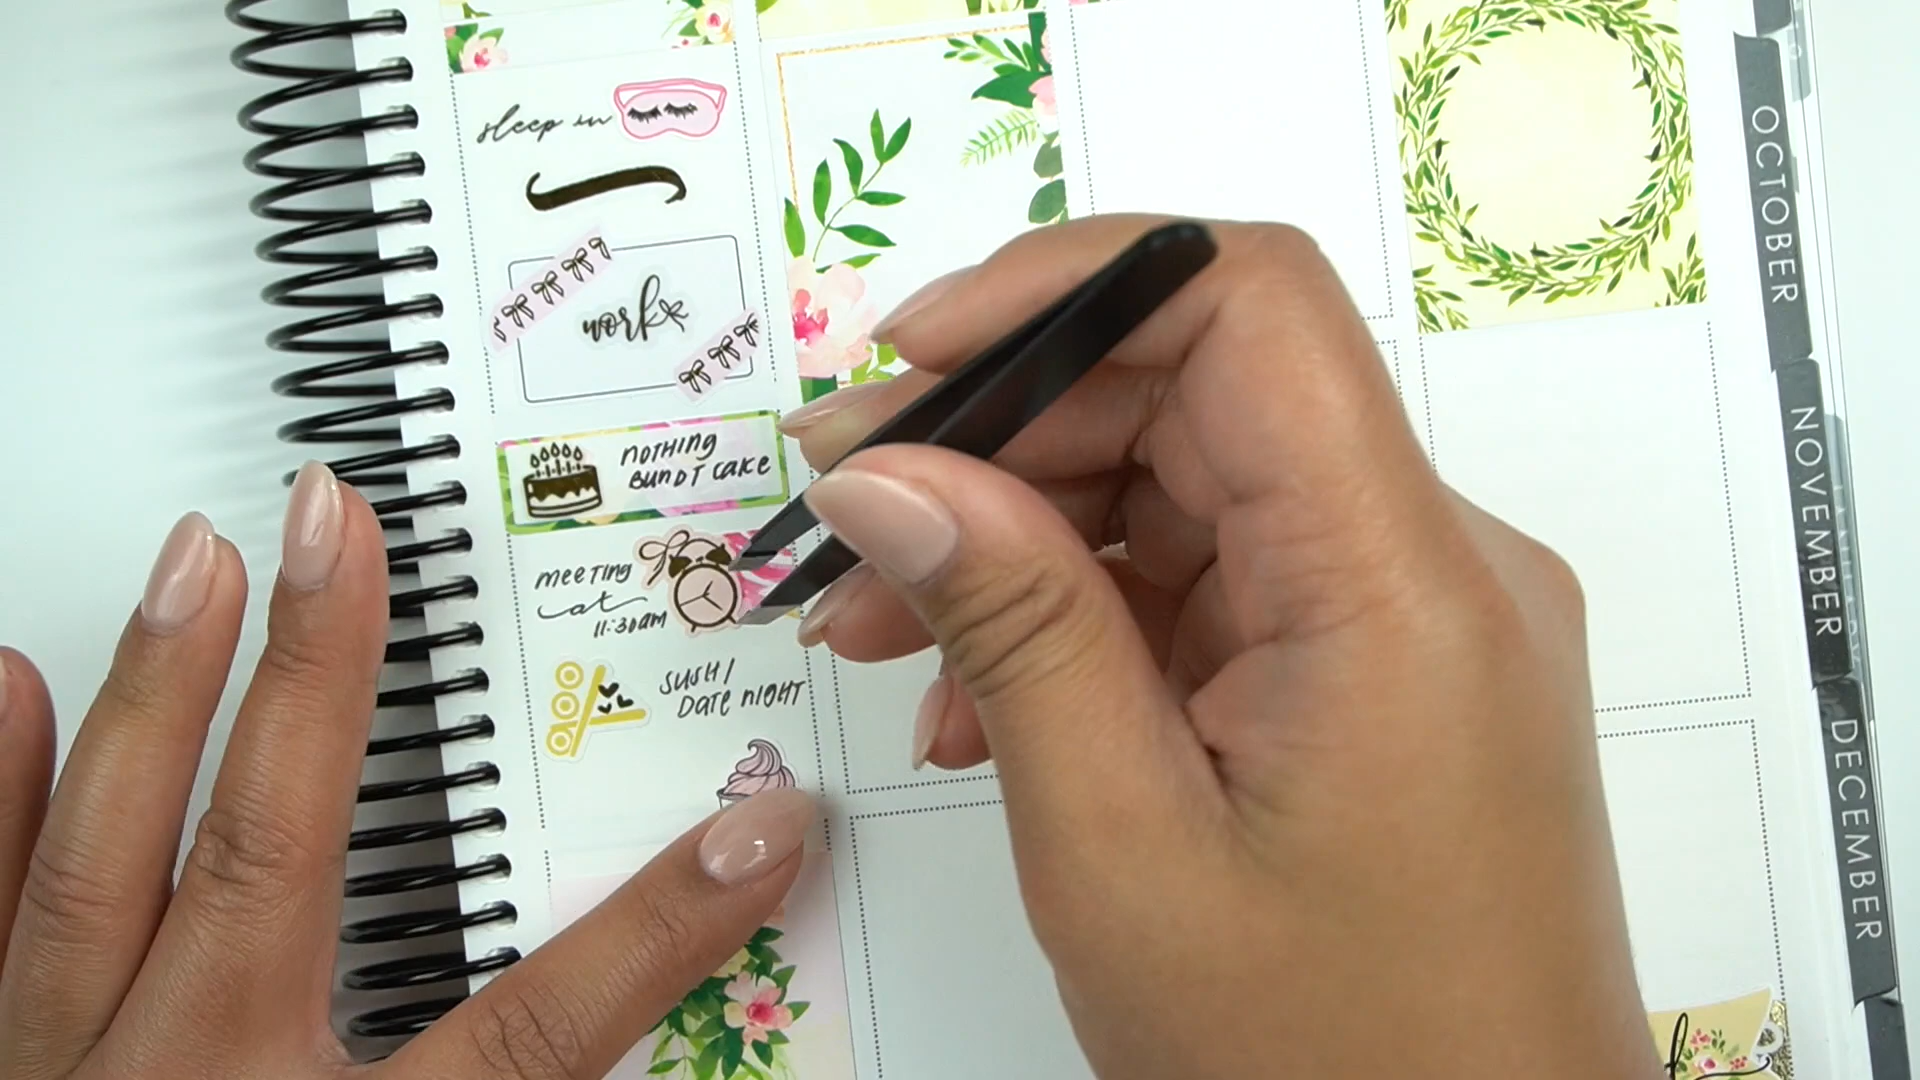 sleep in
work
NOTHING
BUNDT CAKE
MEETING
at
11:30am
SUSHI
DATE NIGHT
OCTOBER
NOVEMBER
DECEMBER